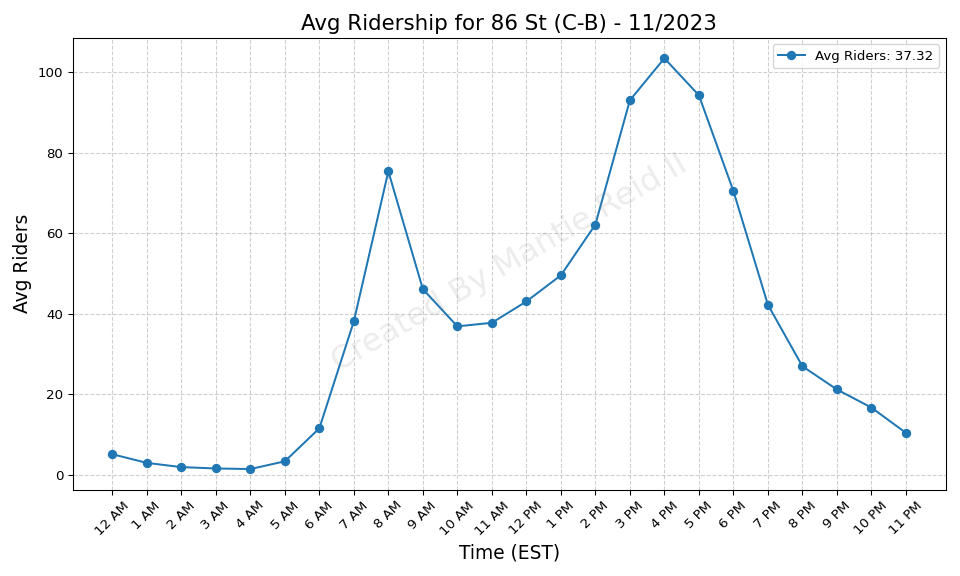 Avg Ridership for 86 St (C-B) - 11/2023
Avg Riders: 37.32
100
80
60
40
20
0
Avg Riders
Created By Mantie Reid II
12 AM
1 AM
2 AM
3 AM
4 AM
5 AM
6 AM
7 AM
8 AM
9 AM
10 AM
11 AM
12 PM
1 PM
2 PM
3 PM
4 PM
5 PM
6 PM
7 PM
8 PM
9 PM
10 PM
11 PM
Time (EST)